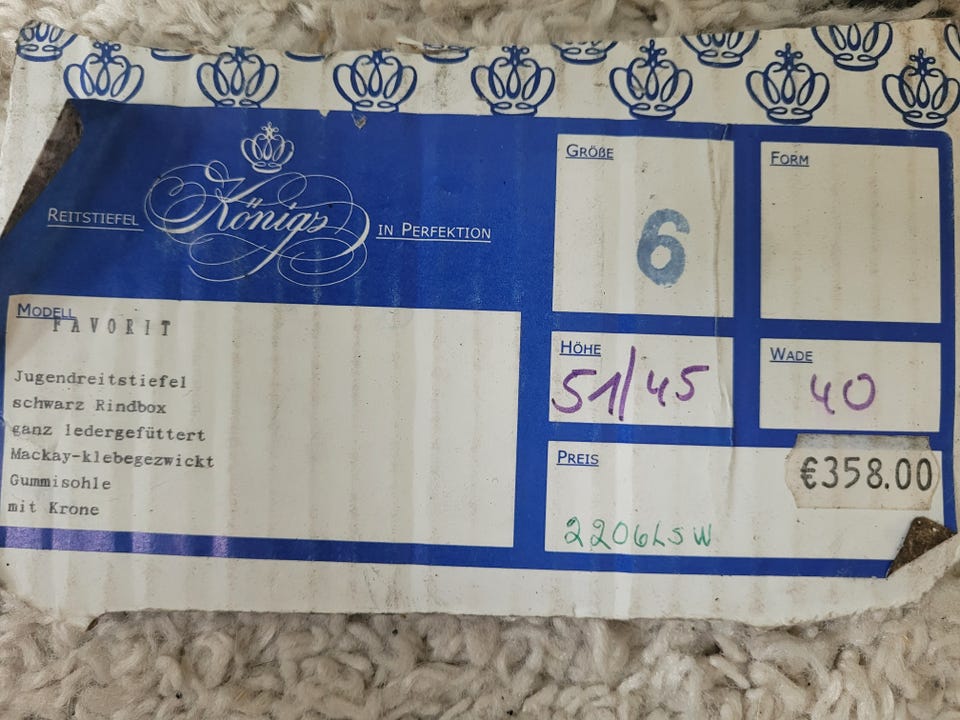 REITSTIEFEL Königs IN PERFEKTION
GRÖßE
6
FORM
MODELL
FAVORIT
Jugendreitstiefel
schwarz Rindbox
ganz ledergefüttert
Mackay-klebegezwickt
Gummisohle
mit Krone
HÖHE
51/45
WADE
40
PREIS
€358.00
2206LSW